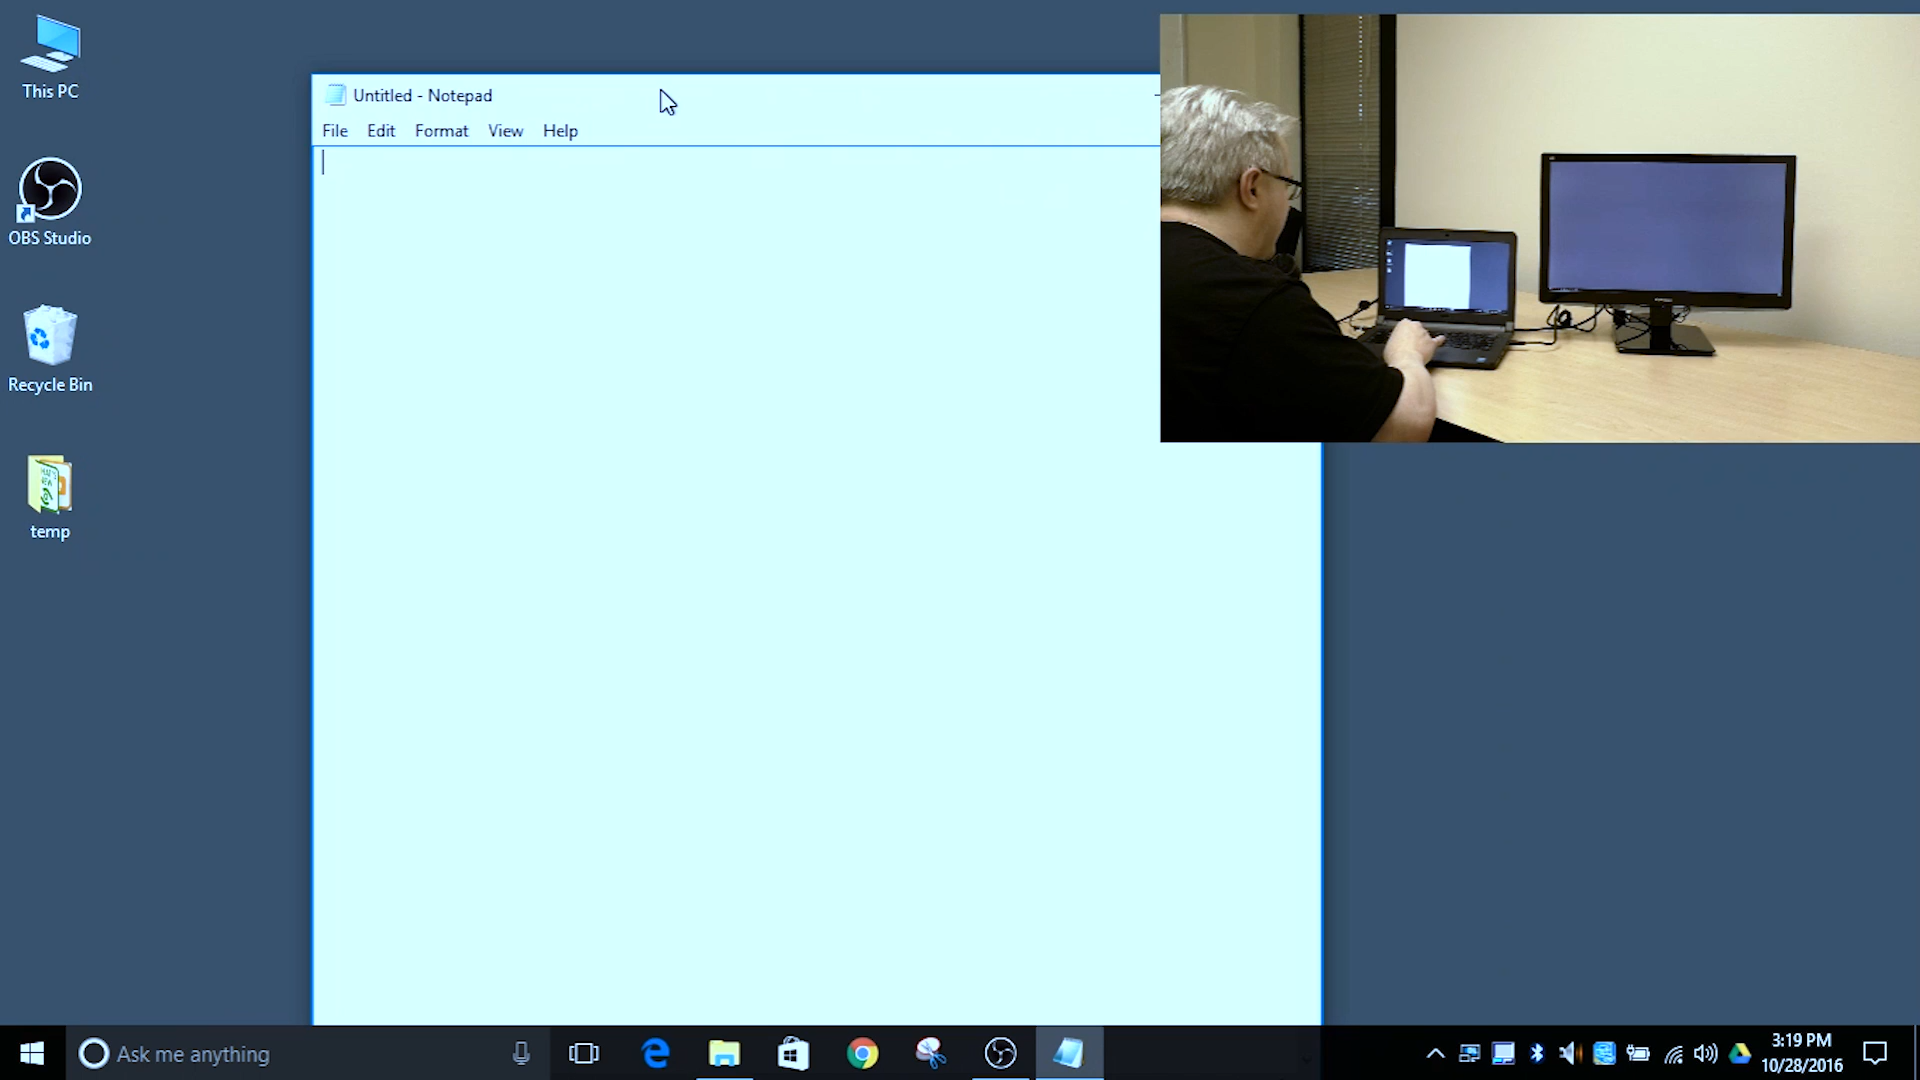 This PC
OBS Studio
Recycle Bin
temp
Untitled - Notepad
File Edit Format View Help
Ask me anything
3:19 PM
10/28/2016